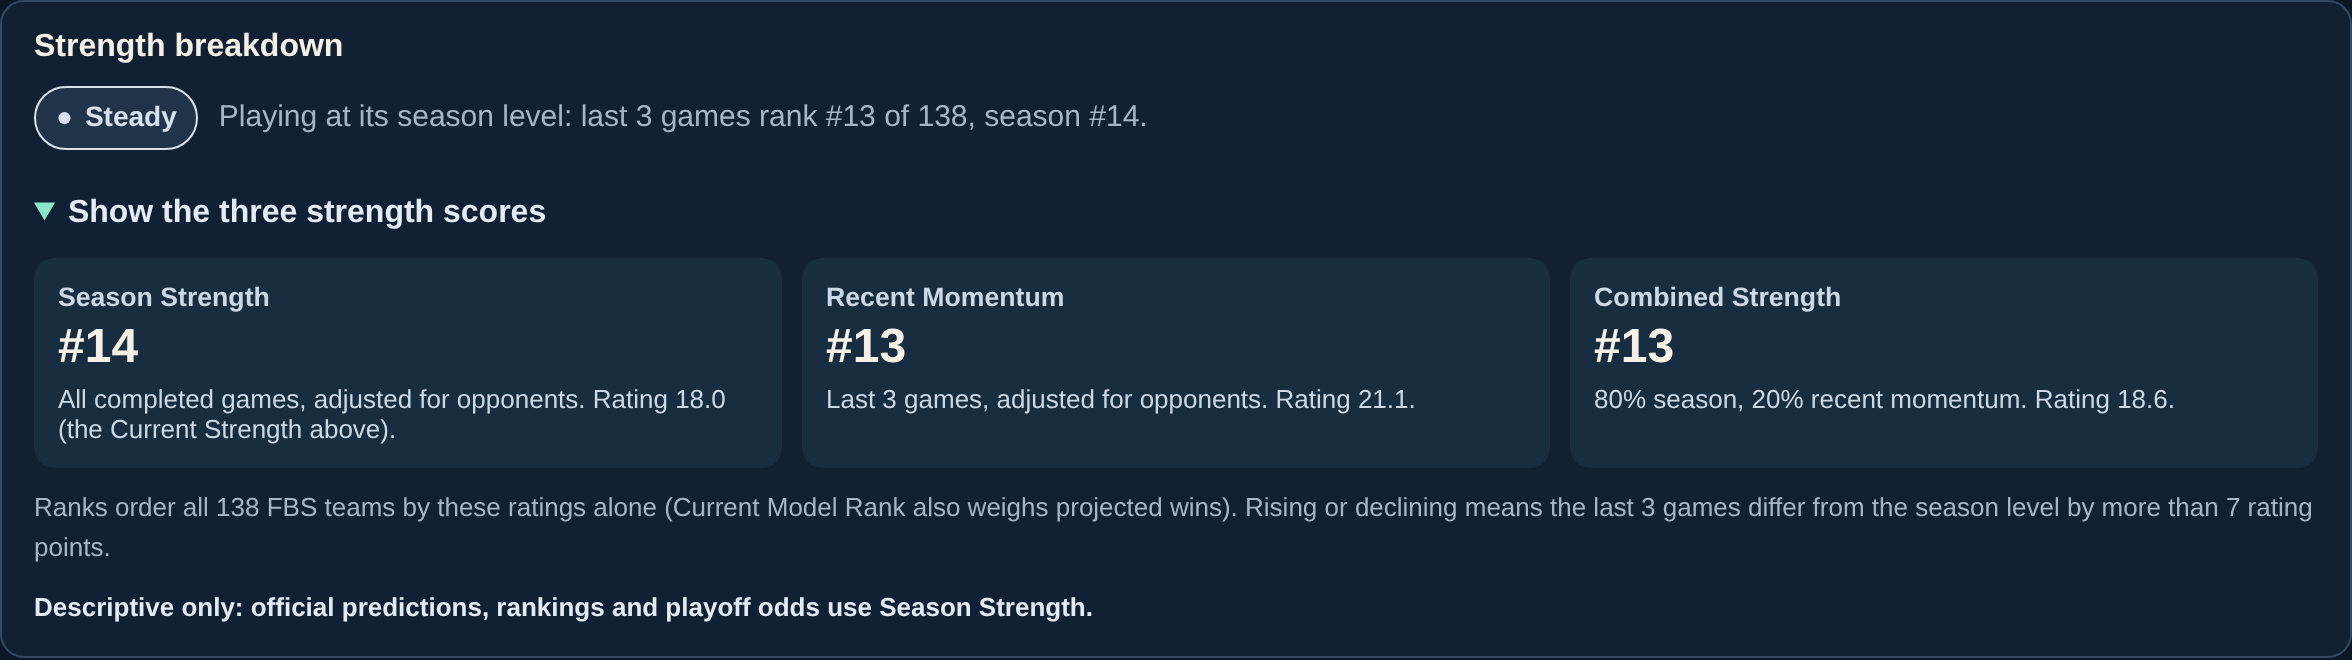 Strength breakdown
Steady
Playing at its season level: last 3 games rank #13 of 138, season #14.
Show the three strength scores
Season Strength
#14
All completed games, adjusted for opponents. Rating 18.0
(the Current Strength above).
Recent Momentum
#13
Last 3 games, adjusted for opponents. Rating 21.1.
Combined Strength
#13
80% season, 20% recent momentum. Rating 18.6.
Ranks order all 138 FBS teams by these ratings alone (Current Model Rank also weighs projected wins). Rising or declining means the last 3 games differ from the season level by more than 7 rating
points.
Descriptive only: official predictions, rankings and playoff odds use Season Strength.